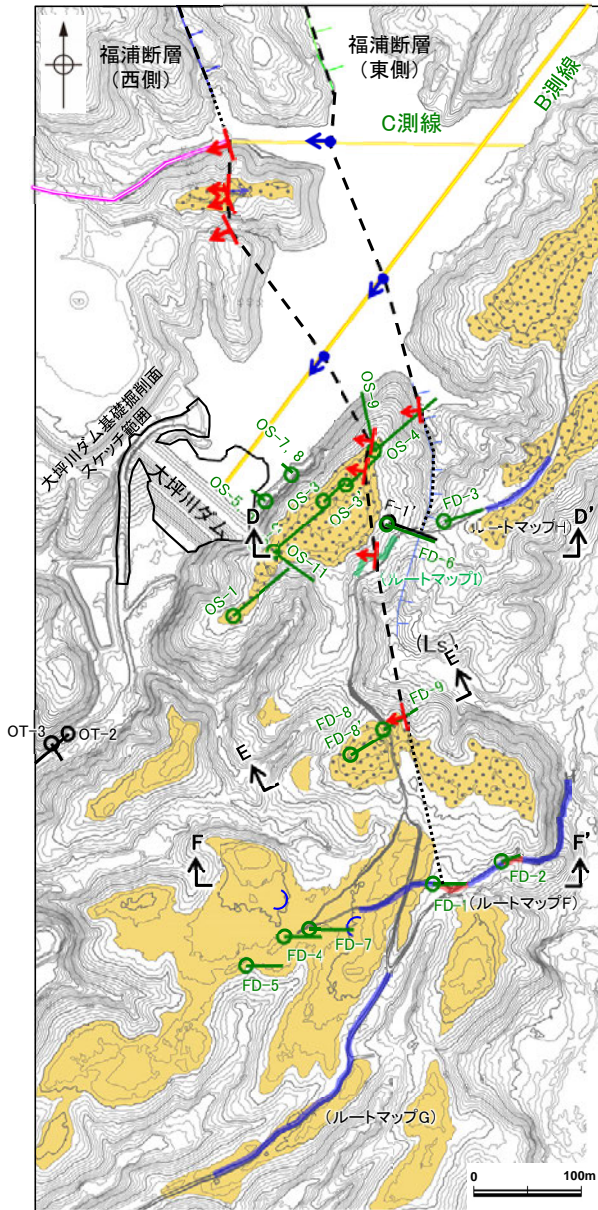 福浦断層
(西側)
福浦断層
(東側)
B測線
C測線
大坪川ダム基礎掘削面
スケッチ範囲
大坪川ダム
OS-9
OS-4
OS-7, 8
OS-3
OS-3'
OS-5
F-1'
FD-3
(ルートマップH)
D
D'
OS-11
FD-6
(ルートマップI)
OS-1
(Ls)
E'
FD-9
FD-8
FD-8'
OT-3
OT-2
E
F
F'
FD-2
FD-1
(ルートマップF)
FD-7
FD-4
FD-5
(ルートマップG)
0
100m